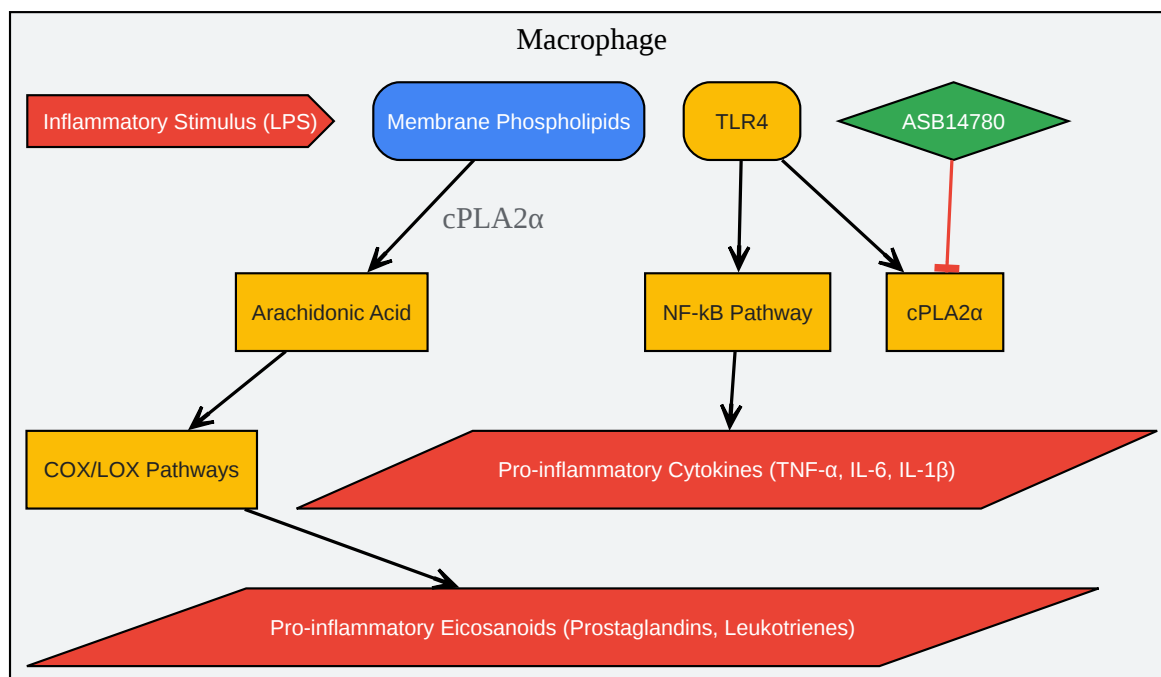 Macrophage
Inflammatory Stimulus (LPS)
Membrane Phospholipids
TLR4
ASB14780
cPLA2α
Arachidonic Acid
NF-kB Pathway
cPLA2α
COX/LOX Pathways
Pro-inflammatory Cytokines (TNF-α, IL-6, IL-1β)
Pro-inflammatory Eicosanoids (Prostaglandins, Leukotrienes)